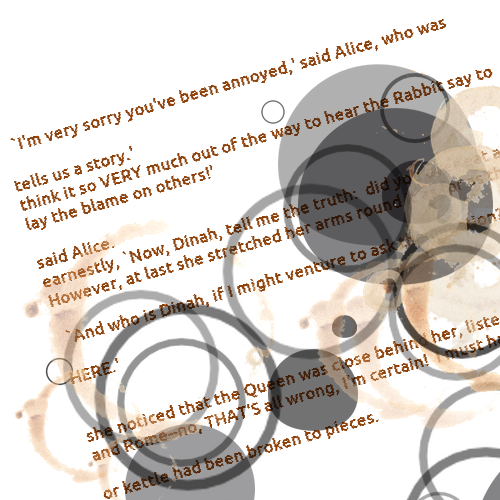 `I'm very sorry you've been annoyed,' said Alice, who was
tells us a story.'
think it so VERY much out of the way to hear the Rabbit say to
lay the blame on others!'
said Alice.
earnestly, `Now, Dinah, tell me the truth: did you
However, at last she stretched her arms round
`And who is Dinah, if I might venture to ask
HERE.'
she noticed that the Queen was close behind her, liste
and Rome--no, THAT'S all wrong, I'm certain! must
or kettle had been broken to pieces.